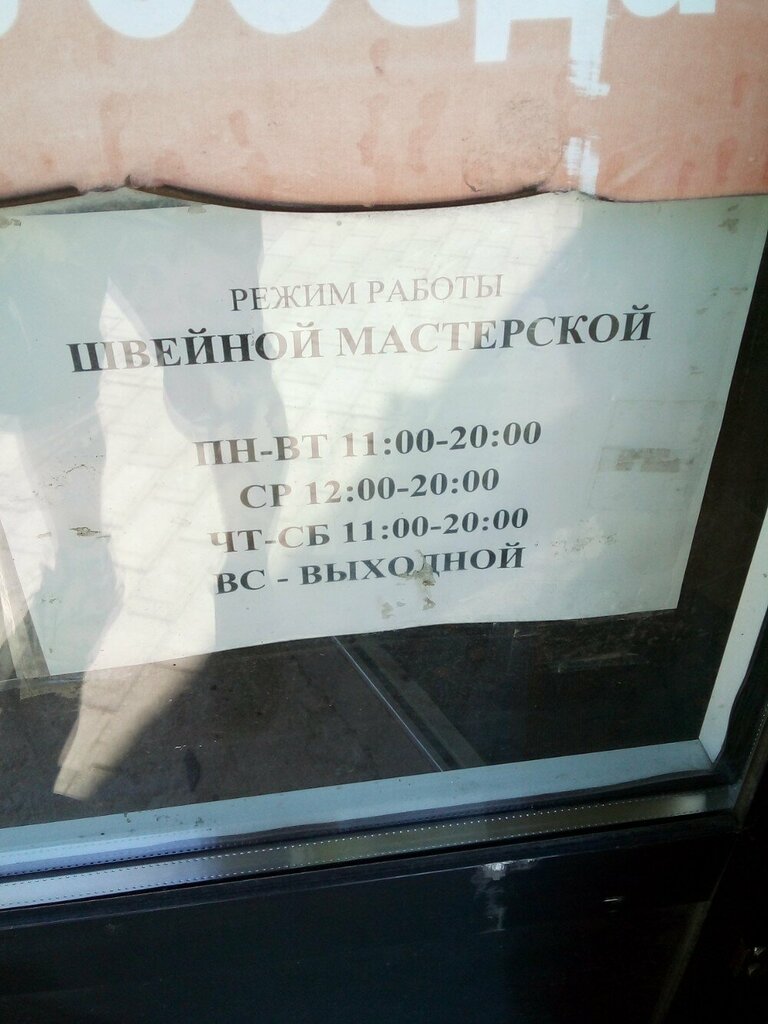 РЕЖИМ РАБОТЫ
ШВЕЙНОЙ МАСТЕРСКОЙ
ПН-ВТ 11:00-20:00
СР 12:00-20:00
ЧТ-СБ 11:00-20:00
ВС - ВЫХОДНОЙ